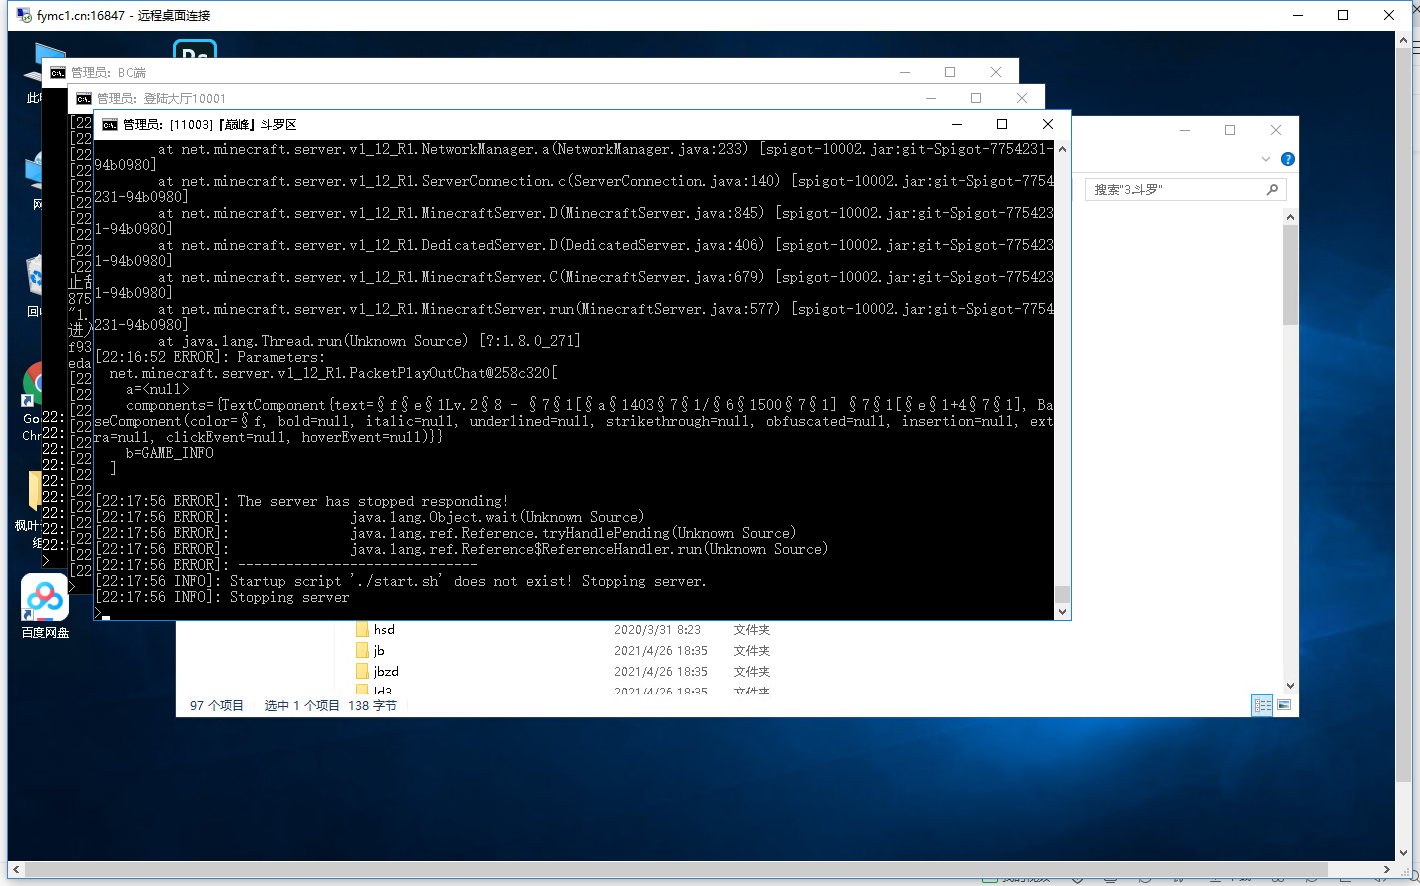 fymc1.cn:16847 - 远程桌面连接
管理员: BC端
管理员: 登陆大厅10001
管理员: [11003]『巅峰』斗罗区
at net.minecraft.server.v1_12_R1.NetworkManager.a(NetworkManager.java:233) [spigot-10002.jar:git-Spigot-7754231-
94b0980]
at net.minecraft.server.v1_12_R1.ServerConnection.c(ServerConnection.java:140) [spigot-10002.jar:git-Spigot-7754
231-94b0980]
at net.minecraft.server.v1_12_R1.MinecraftServer.D(MinecraftServer.java:845) [spigot-10002.jar:git-Spigot-775423
1-94b0980]
at net.minecraft.server.v1_12_R1.DedicatedServer.D(DedicatedServer.java:406) [spigot-10002.jar:git-Spigot-775423
1-94b0980]
at net.minecraft.server.v1_12_R1.MinecraftServer.C(MinecraftServer.java:679) [spigot-10002.jar:git-Spigot-775423
1-94b0980]
at net.minecraft.server.v1_12_R1.MinecraftServer.run(MinecraftServer.java:577) [spigot-10002.jar:git-Spigot-7754
231-94b0980]
at java.lang.Thread.run(Unknown Source) [?:1.8.0_271]
[22:16:52 ERROR]: Parameters:
net.minecraft.server.v1_12_R1.PacketPlayOutChat@258c320[
a=<null>
components={TextComponent{text=§f§e§1Lv.2§8 - §7§1[§a§1403§7§1/§6§1500§7§1] §7§1[§e§1+4§7§1], Ba
seComponent(color=§f, bold=null, italic=null, underlined=null, strikethrough=null, obfuscated=null, insertion=null, ext
ra=null, clickEvent=null, hoverEvent=null)}}
b=GAME_INFO
]
[22:17:56 ERROR]: The server has stopped responding!
[22:17:56 ERROR]: java.lang.Object.wait(Unknown Source)
[22:17:56 ERROR]: java.lang.ref.Reference.tryHandlePending(Unknown Source)
[22:17:56 ERROR]: java.lang.ref.Reference$ReferenceHandler.run(Unknown Source)
[22:17:56 ERROR]: ------------------------------
[22:17:56 INFO]: Startup script './start.sh' does not exist! Stopping server.
[22:17:56 INFO]: Stopping server
>
搜索"3.斗罗"
hsd 2020/3/31 8:23 文件夹
jb 2021/4/26 18:35 文件夹
jbzd 2021/4/26 18:35 文件夹
ld3 2021/4/26 18:35 文件夹
97 个项目 选中 1 个项目 138 字节
百度网盘